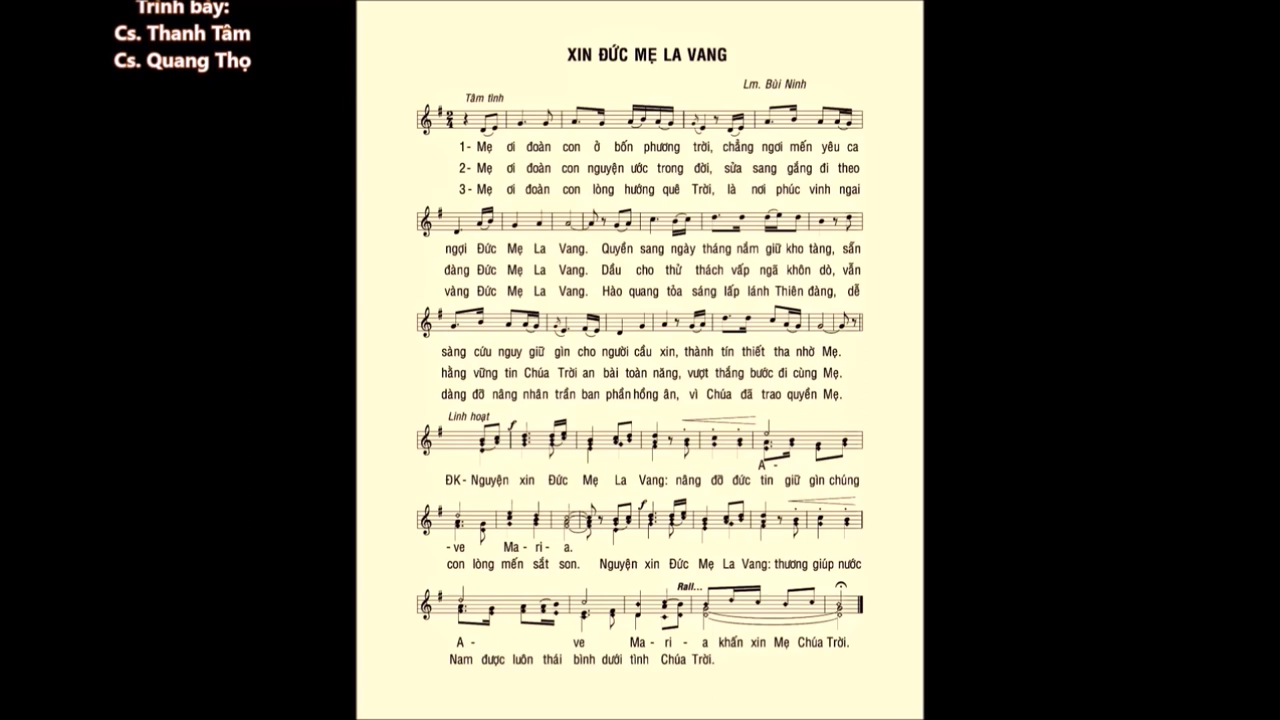 Trình bày:
Cs. Thanh Tâm
Cs. Quang Thọ
XIN ĐỨC MẸ LA VANG
Lm. Bùi Ninh
Tâm tình
2
4
1- Mẹ ơi đoàn con ở bốn phương trời, chẳng ngơi mến yêu ca
2- Mẹ ơi đoàn con nguyện ước trong đời, sửa sang gắng đi theo
3- Mẹ ơi đoàn con lòng hướng quê Trời, là nơi phúc vinh ngai
ngợi Đức Mẹ La Vang. Quyền sang ngày tháng nắm giữ kho tàng, sẵn
đàng Đức Mẹ La Vang. Dầu cho thử thách vấp ngã khôn dò, vẫn
vàng Đức Mẹ La Vang. Hào quang tỏa sáng lấp lánh Thiên đàng, dễ
sàng cứu nguy giữ gìn cho người cầu xin, thành tín thiết tha nhờ Mẹ.
hằng vững tin Chúa Trời an bài toàn năng, vượt thắng bước đi cùng Mẹ.
dàng đỡ nâng nhân trần ban phần hồng ân, vì Chúa đã trao quyền Mẹ.
Linh hoạt
f
A -
ĐK- Nguyện xin Đức Mẹ La Vang: nâng đỡ đức tin giữ gìn chúng
f
- ve Ma - ri - a.
con lòng mến sắt son. Nguyện xin Đức Mẹ La Vang: thương giúp nước
Rall...
A - ve Ma - ri - a khấn xin Mẹ Chúa Trời.
Nam được luôn thái bình dưới tình Chúa Trời.